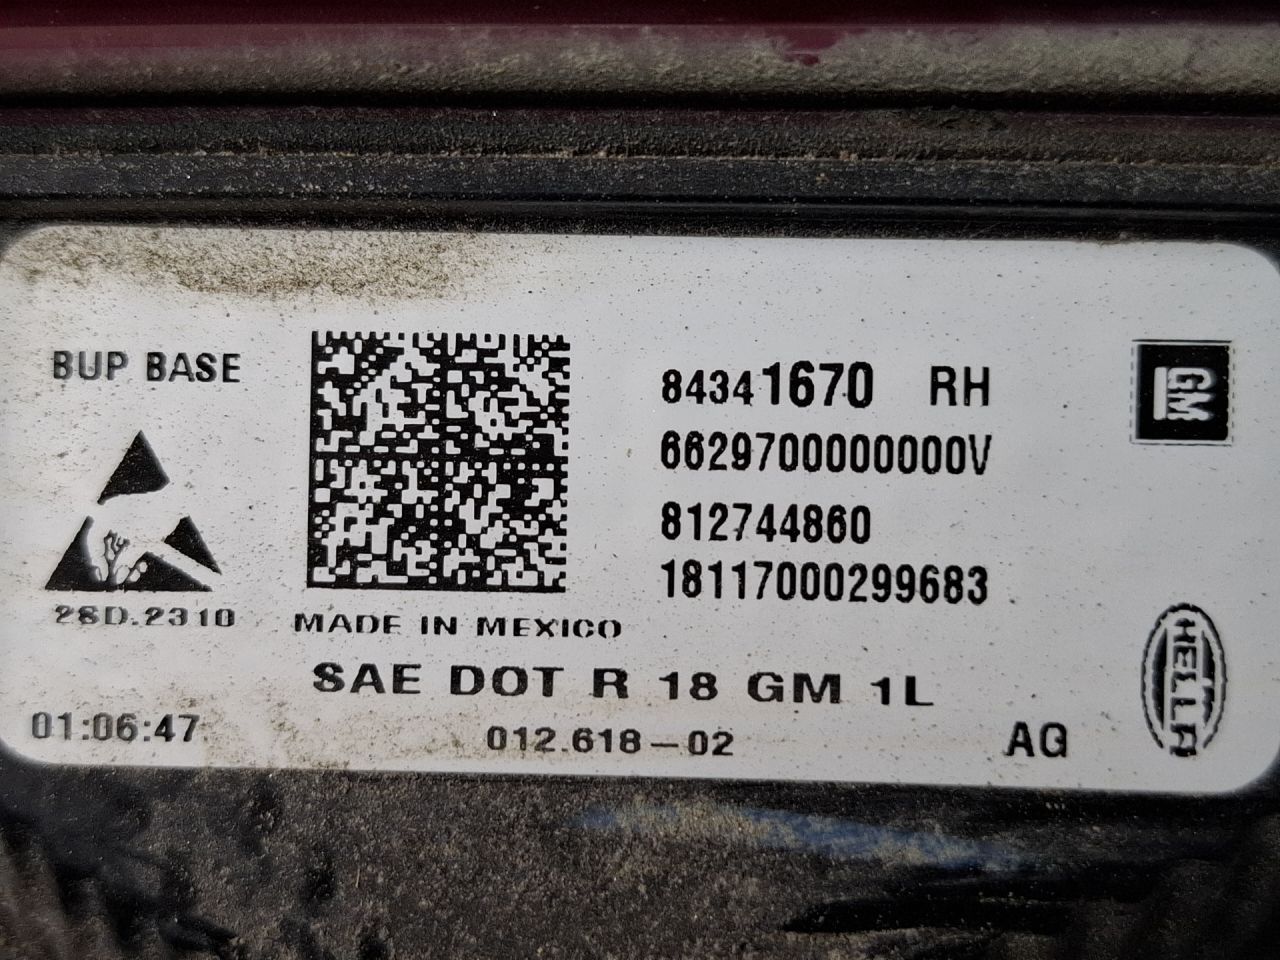 BUP BASE
84341670 RH
GM
6629700000000V
812744860
18117000299683
28D.2310
MADE IN MEXICO
HELLA
SAE DOT R 18 GM 1L
01:06:47
012.618-02
AG